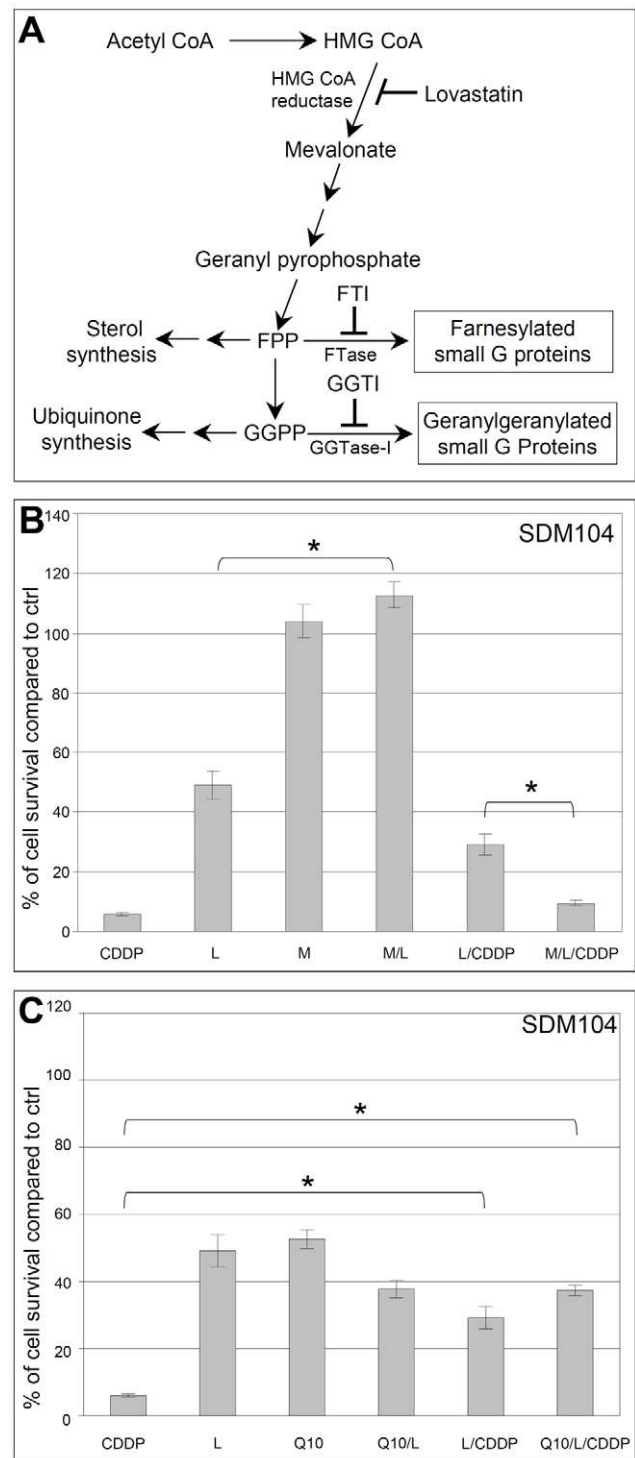 A
Acetyl CoA HMG CoA
HMG CoA
reductase
Lovastatin
Mevalonate
Geranyl pyrophosphate
FTI
Sterol
synthesis
FPP
FTase
Farnesylated
small G proteins
GGTI
Ubiquinone
synthesis
GGPP
GGTase-I
Geranylgeranylated
small G Proteins
B
SDM104
% of cell survival compared to ctrl
140
120
100
80
60
40
20
0
*
*
CDDP L M M/L L/CDDP M/L/CDDP
C
SDM104
% of cell survival compared to ctrl
120
100
80
60
40
20
0
*
*
CDDP L Q10 Q10/L L/CDDP Q10/L/CDDP